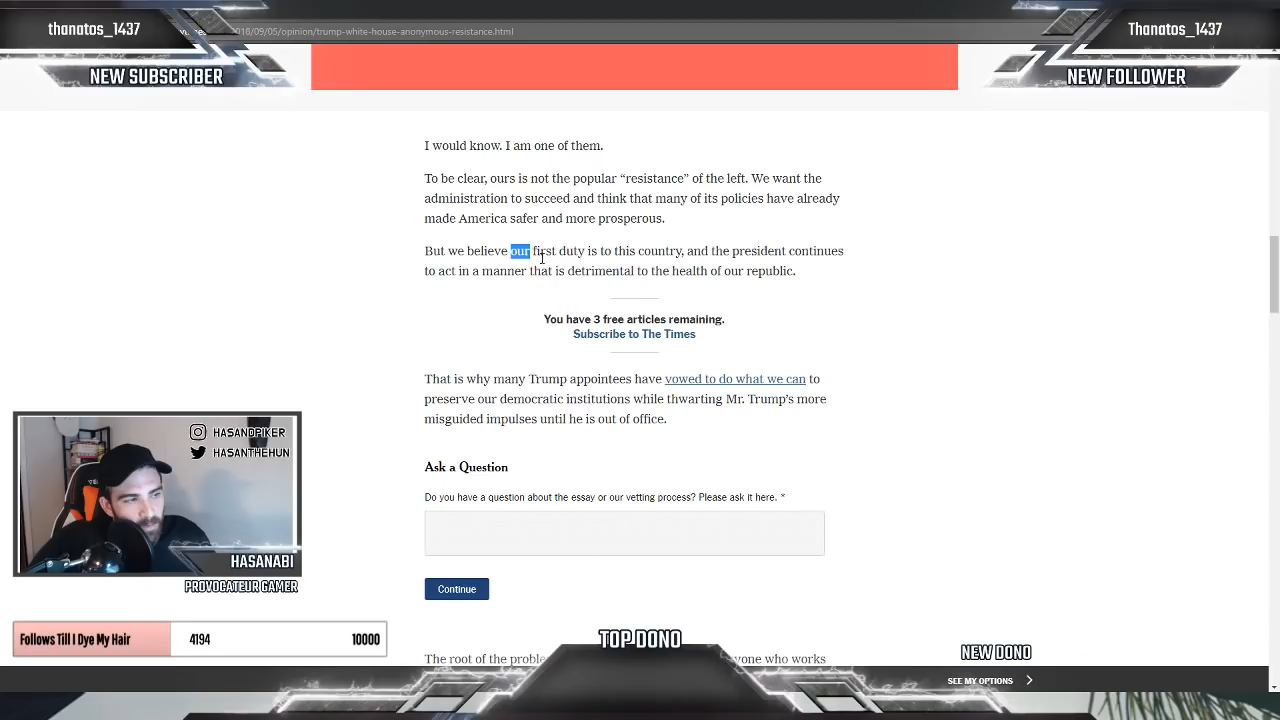 thanatos_1437
2018/09/05/opinion/trump-white-house-anonymous-resistance.html
Thanatos_1437
NEW SUBSCRIBER
NEW FOLLOWER
I would know. I am one of them.
To be clear, ours is not the popular “resistance” of the left. We want the
administration to succeed and think that many of its policies have already
made America safer and more prosperous.
But we believe our first duty is to this country, and the president continues
to act in a manner that is detrimental to the health of our republic.
You have 3 free articles remaining.
Subscribe to The Times
That is why many Trump appointees have vowed to do what we can to
preserve our democratic institutions while thwarting Mr. Trump’s more
misguided impulses until he is out of office.
HASANDPIKER
HASANTHEHUN
Ask a Question
Do you have a question about the essay or our vetting process? Please ask it here. *
HASANABI
PROVOCATEUR GAMER
Continue
Follows Till I Dye My Hair 4194 10000
TOP DONO
NEW DONO
The root of the proble
yone who works
SEE MY OPTIONS